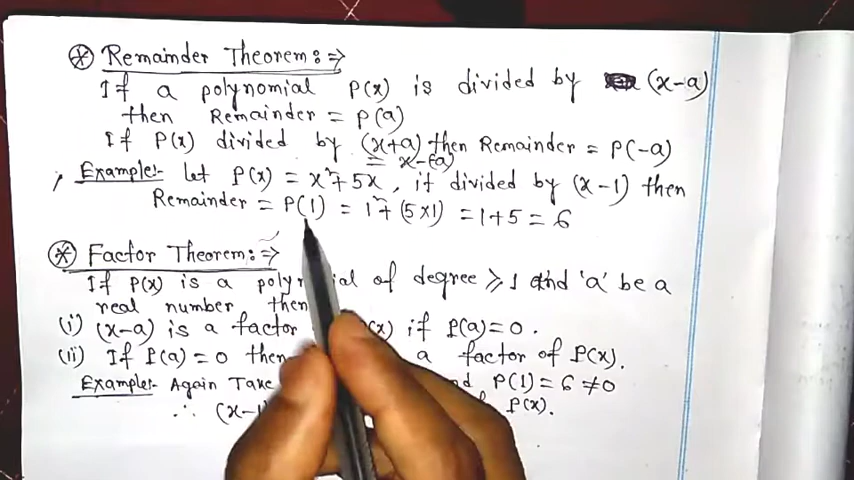 Remainder Theorem:⇒
If a polynomial P(x) is divided by (x-a)
then Remainder = P(a)
If P(x) divided by (x+a) then Remainder = P(-a)
= x-(-a)
Example:- Let P(x) = x²+5x, it divided by (x-1) then
Remainder = P(1) = 1²+(5×1) = 1+5 = 6
Factor Theorem:⇒
If P(x) is a of degree ⩾1 and 'a' be a
real number then
(i) (x-a) is a factor if P(a)=0.
(ii) If P(a)=0 then a factor of P(x).
Example:- Again Take P(1)=6≠0
∴ P(x).